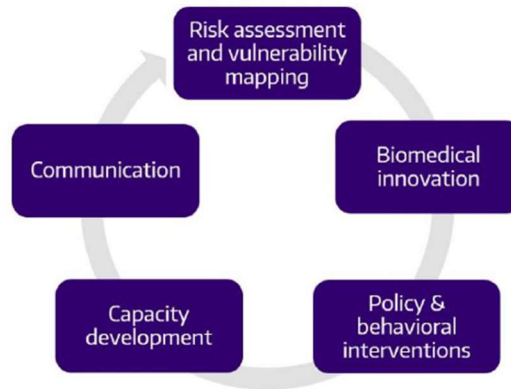 Risk assessment
and vulnerability
mapping
Biomedical
innovation
Policy &
behavioral
interventions
Capacity
development
Communication